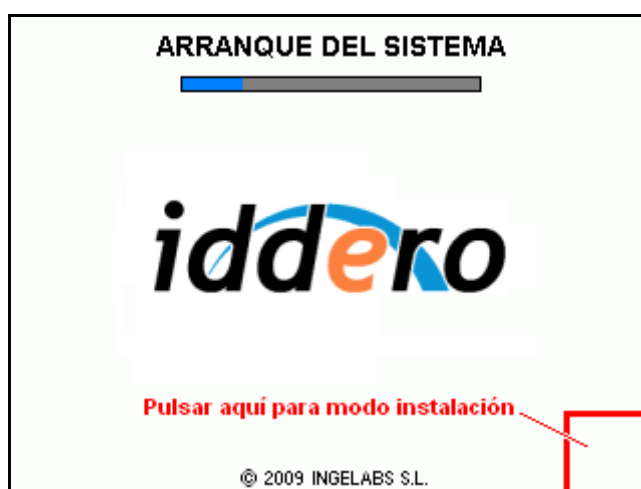 ARRANQUE DEL SISTEMA
iddero
Pulsar aquí para modo instalación
© 2009 INGELABS S.L.